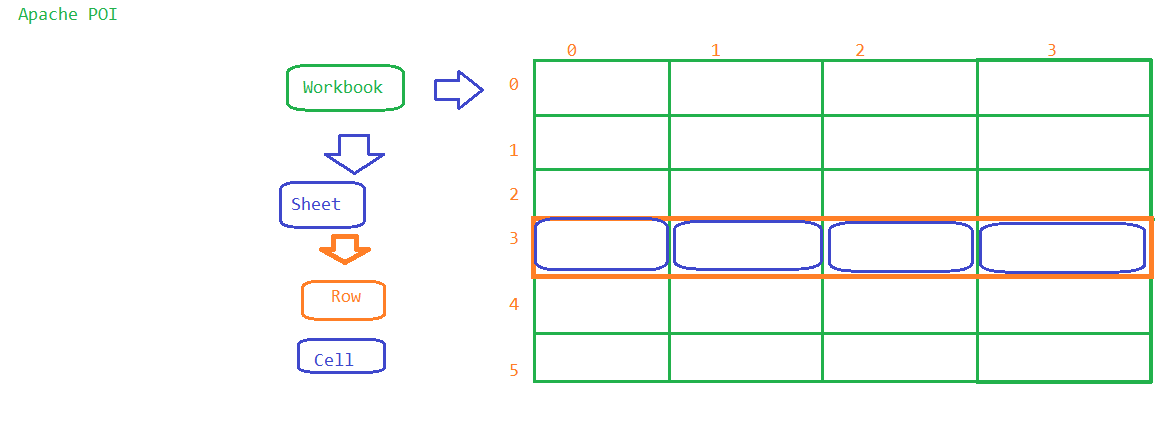 Apache POI
0 1 2 3
Workbook
0
1
2
Sheet
3
Row
4
Cell
5